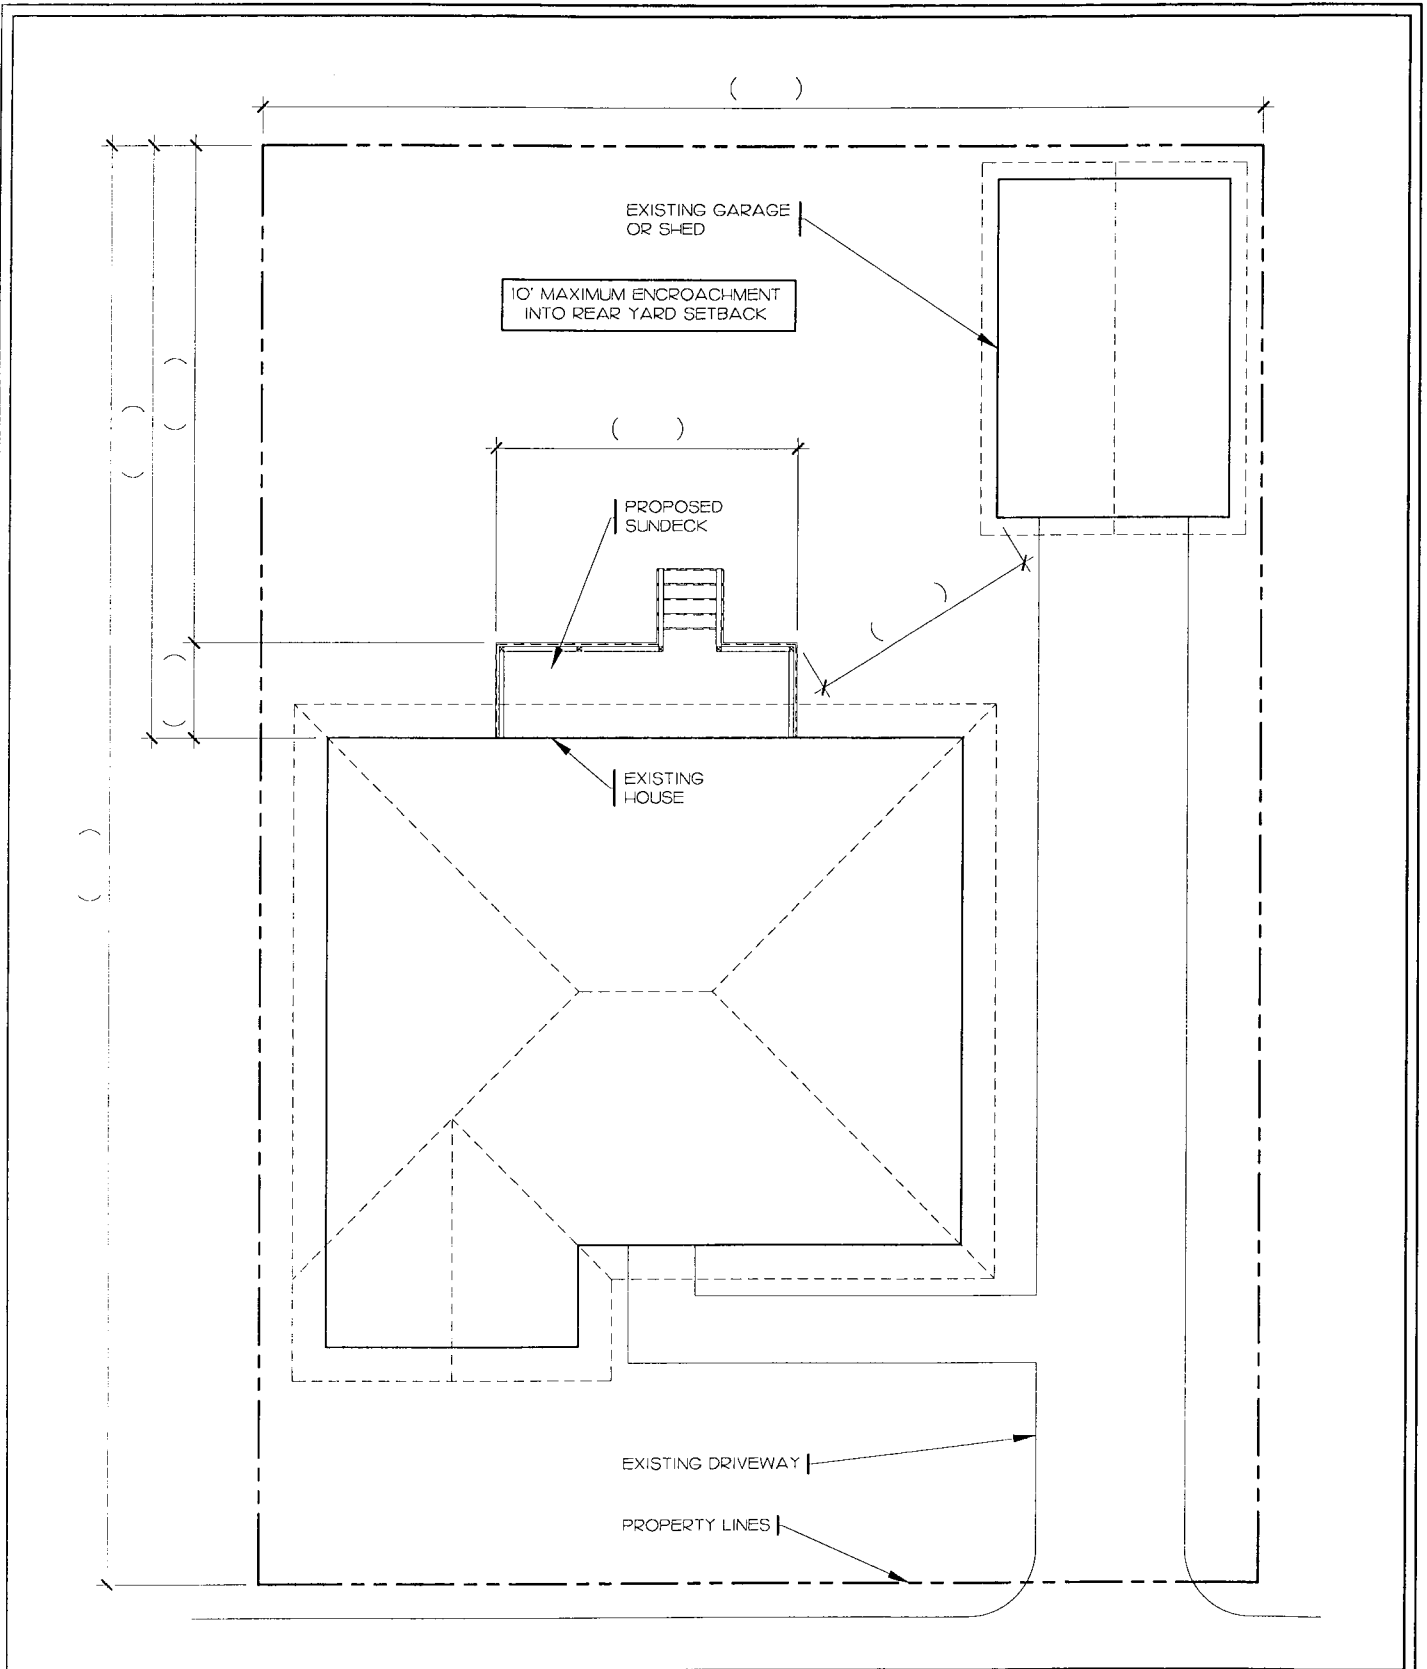 ( )
EXISTING GARAGE
OR SHED
10' MAXIMUM ENCROACHMENT
INTO REAR YARD SETBACK
( )
( )
( )
PROPOSED
SUNDECK
( )
( )
EXISTING
HOUSE
( )
EXISTING DRIVEWAY
PROPERTY LINES